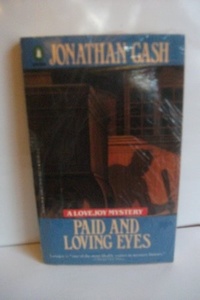 JONATHAN GASH
A LOVEJOY MYSTERY
PAID AND
LOVING EYES